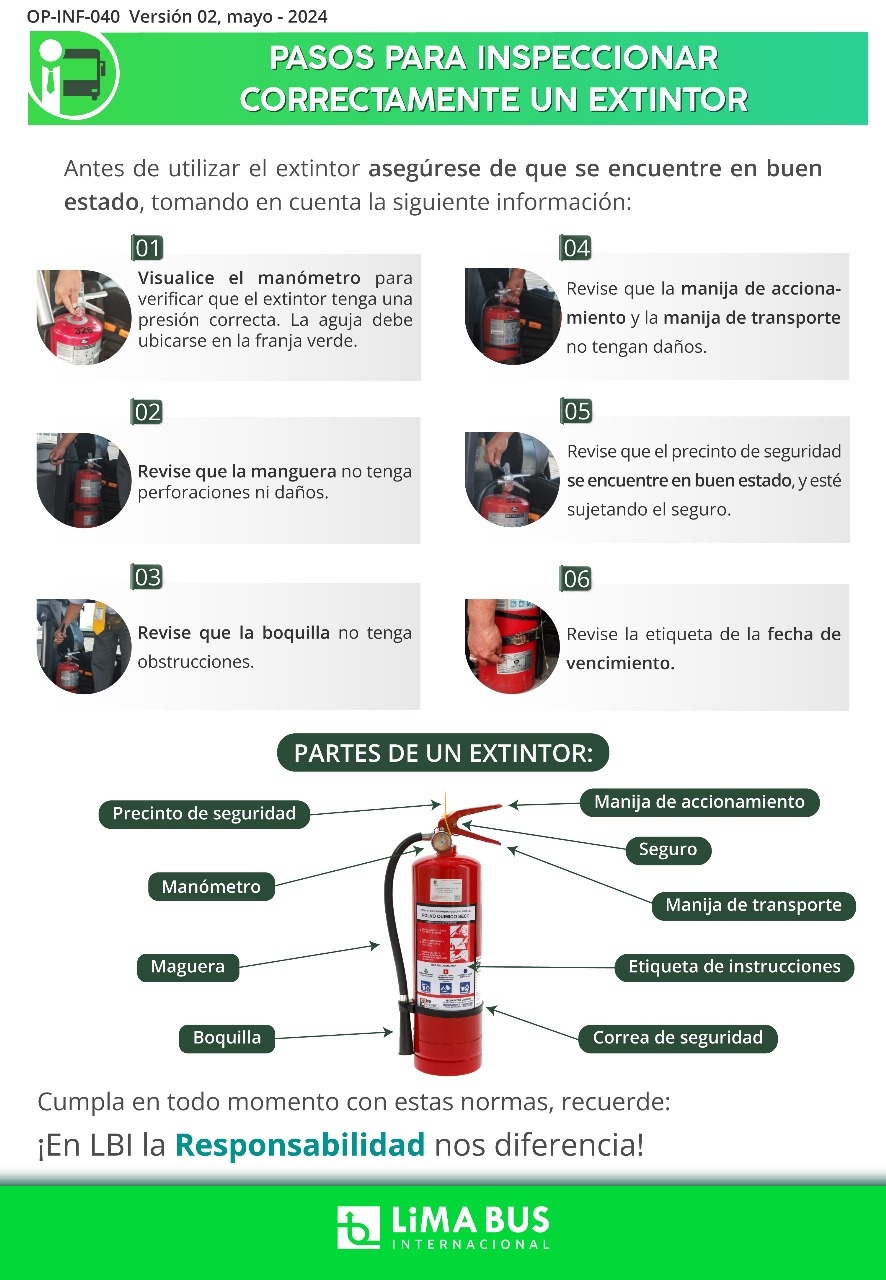 OP-INF-040 Versión 02, mayo - 2024
PASOS PARA INSPECCIONAR
CORRECTAMENTE UN EXTINTOR
Antes de utilizar el extintor asegúrese de que se encuentre en buen
estado, tomando en cuenta la siguiente información:
01
Visualice el manómetro para
verificar que el extintor tenga una
presión correcta. La aguja debe
ubicarse en la franja verde.
02
Revise que la manguera no tenga
perforaciones ni daños.
03
Revise que la boquilla no tenga
obstrucciones.
04
Revise que la manija de acciona-
miento y la manija de transporte
no tengan daños.
05
Revise que el precinto de seguridad
se encuentre en buen estado, y esté
sujetando el seguro.
06
Revise la etiqueta de la fecha de
vencimiento.
PARTES DE UN EXTINTOR:
Precinto de seguridad
Manómetro
Maguera
Boquilla
Manija de accionamiento
Seguro
Manija de transporte
Etiqueta de instrucciones
Correa de seguridad
POLVO QUIMICO SECO
Cumpla en todo momento con estas normas, recuerde:
¡En LBI la Responsabilidad nos diferencia!
LiMA BUS
INTERNACIONAL